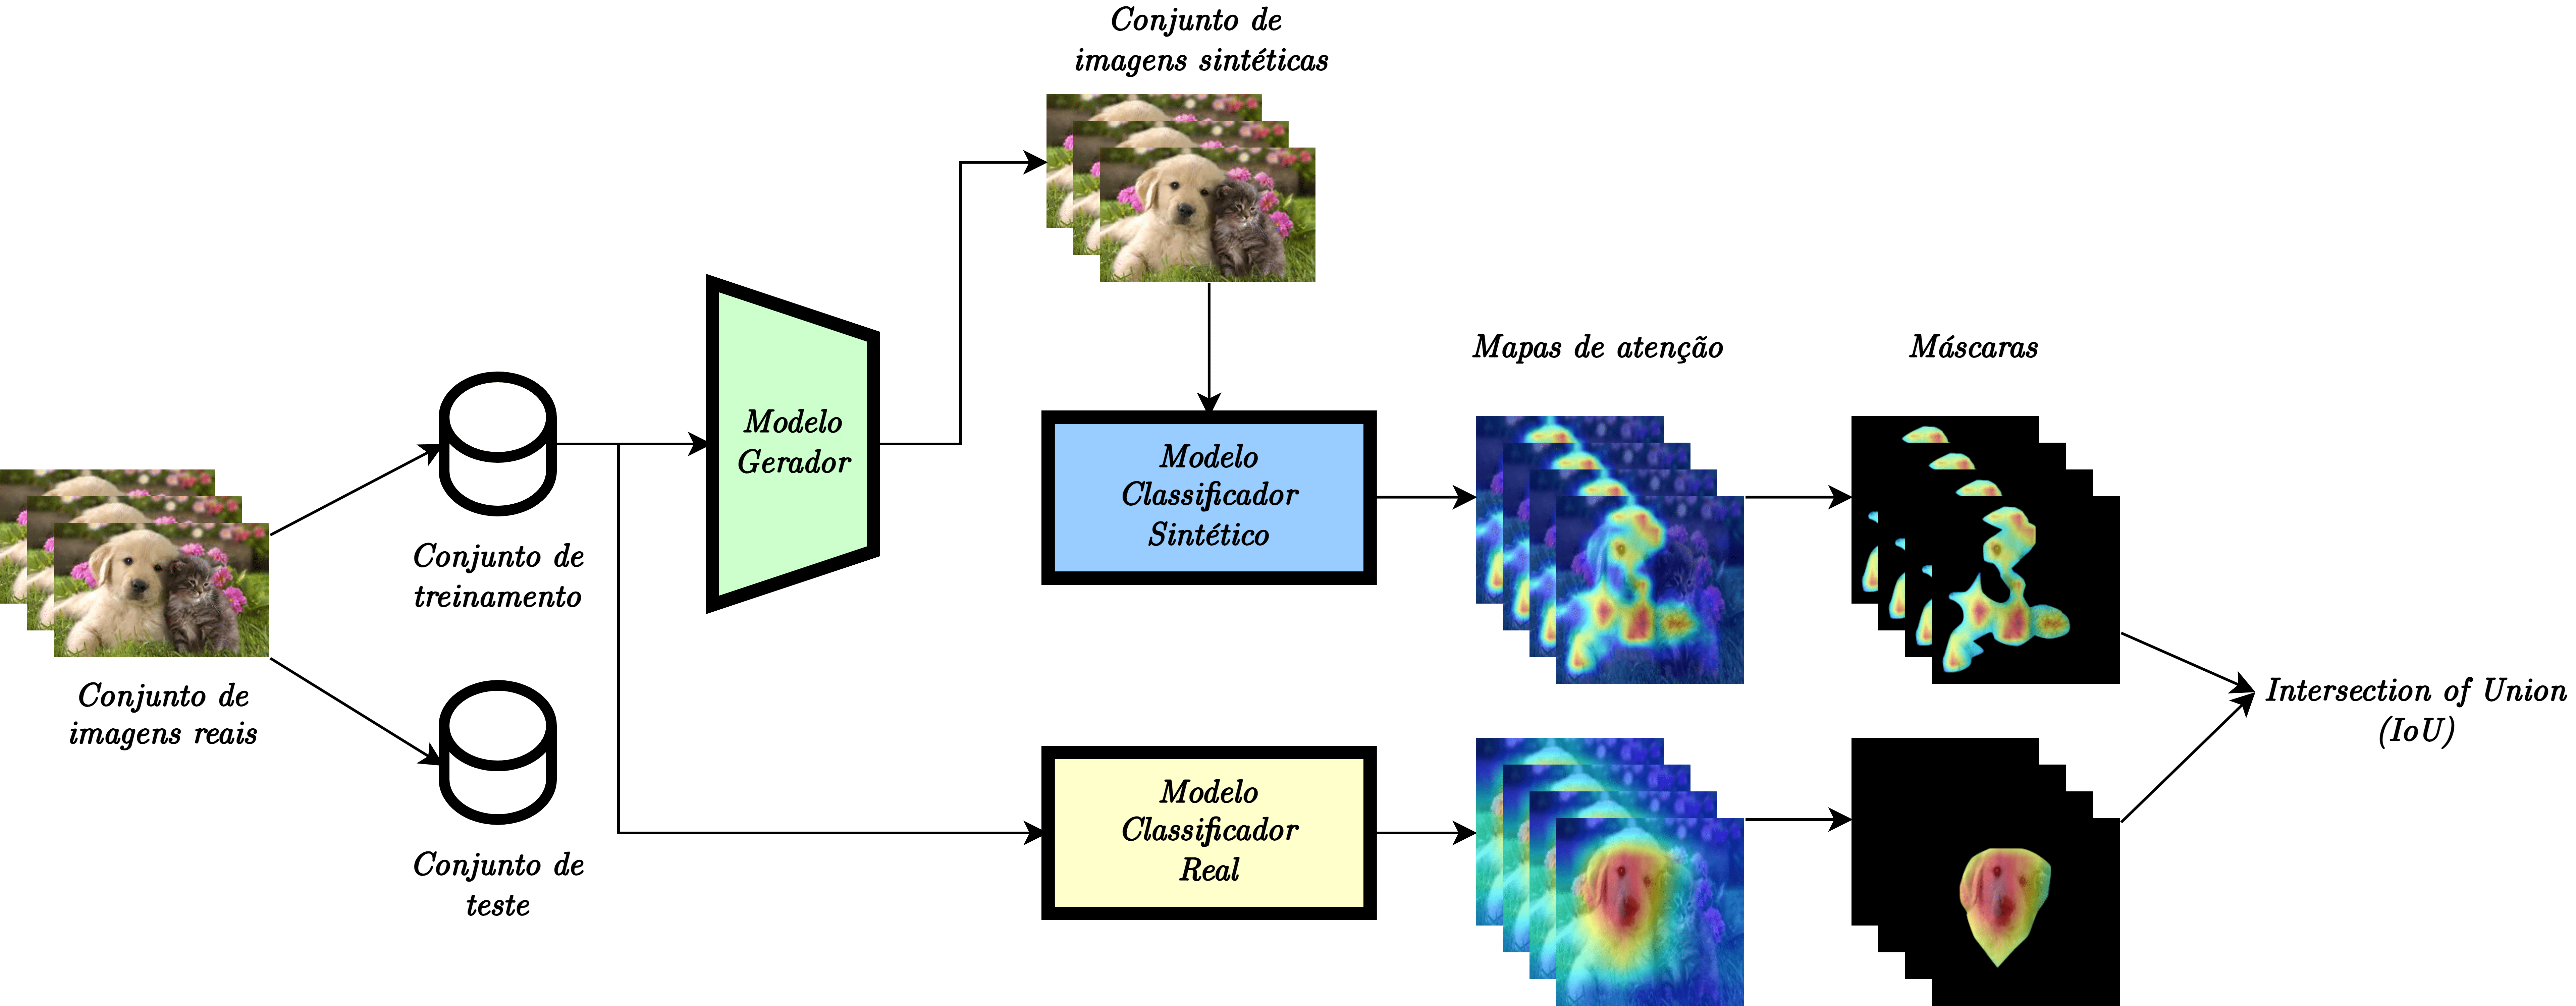 Conjunto de
imagens sintéticas
Mapas de atenção
Máscaras
Modelo
Gerador
Modelo
Classificador
Sintético
Conjunto de
treinamento
Conjunto de
imagens reais
Intersection of Union
(IoU)
Modelo
Classificador
Real
Conjunto de
teste